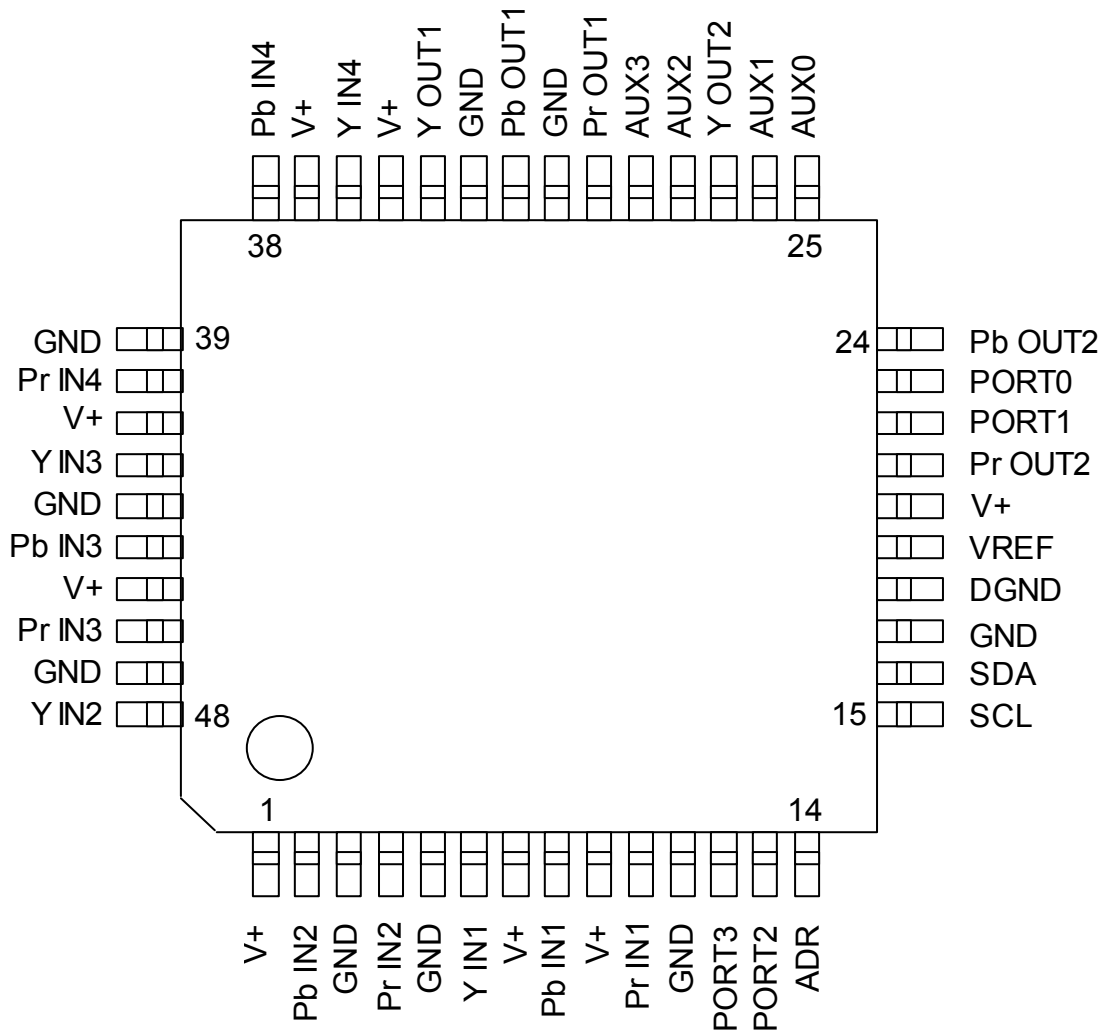 Pb IN4
V+
Y IN4
V+
Y OUT1
GND
Pb OUT1
GND
Pr OUT1
AUX3
AUX2
Y OUT2
AUX1
AUX0
38
25
GND
39
24
Pb OUT2
Pr IN4
PORT0
V+
PORT1
Y IN3
Pr OUT2
GND
V+
Pb IN3
VREF
V+
DGND
Pr IN3
GND
GND
SDA
Y IN2
48
15
SCL
1
14
V+
Pb IN2
GND
Pr IN2
GND
Y IN1
V+
Pb IN1
V+
Pr IN1
GND
PORT3
PORT2
ADR